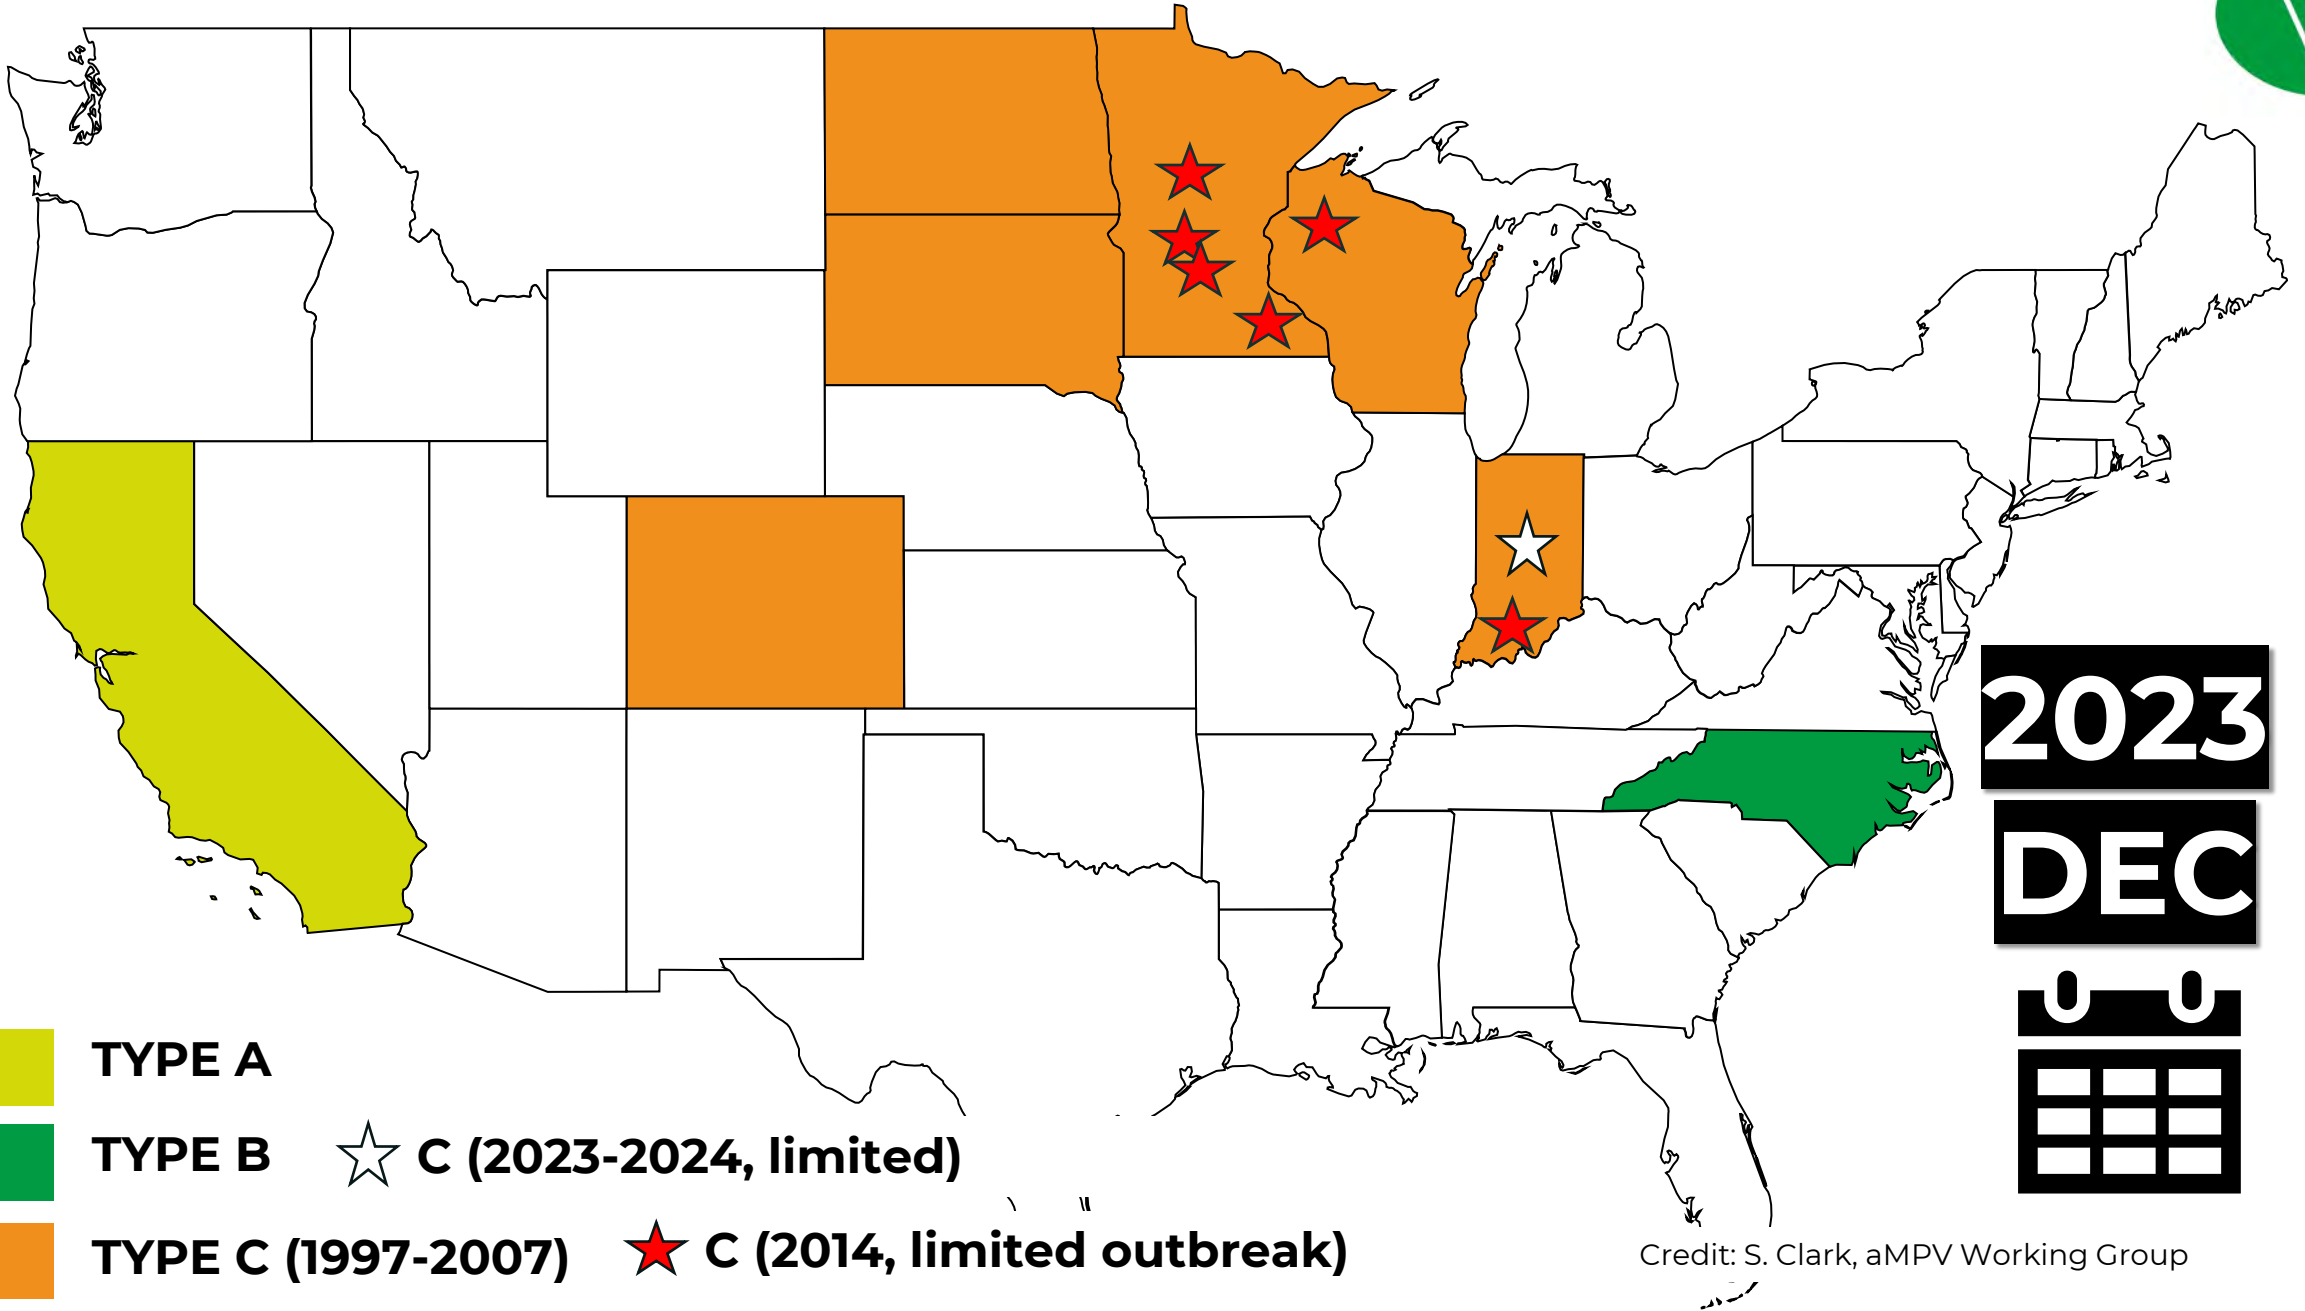 2023
DEC
TYPE A
TYPE B
C (2023-2024, limited)
TYPE C (1997-2007)
C (2014, limited outbreak)
Credit: S. Clark, aMPV Working Group